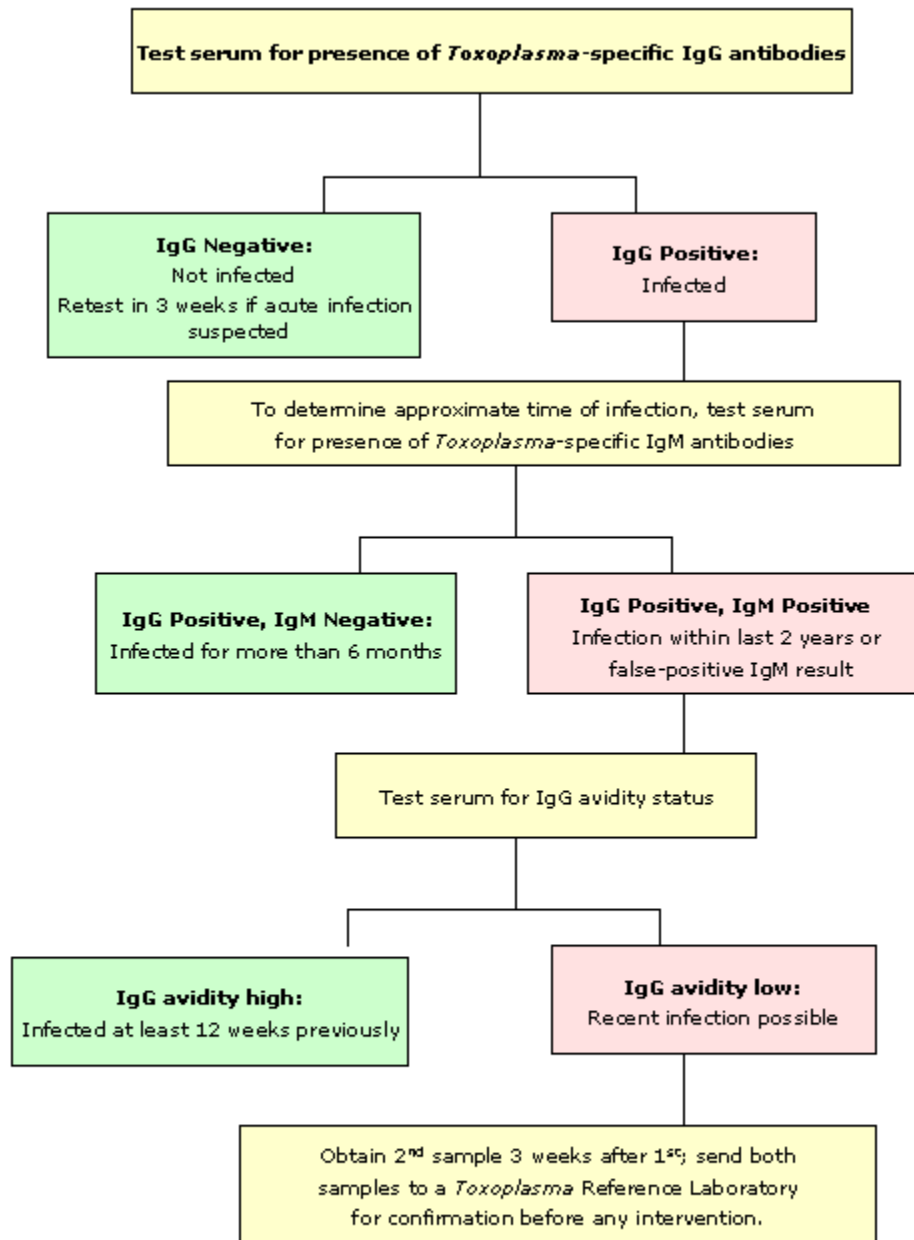 Test serum for presence of Toxoplasma-specific IgG antibodies
IgG Negative:
Not infected
Retest in 3 weeks if acute infection
suspected
IgG Positive:
Infected
To determine approximate time of infection, test serum
for presence of Toxoplasma-specific IgM antibodies
IgG Positive, IgM Negative:
Infected for more than 6 months
IgG Positive, IgM Positive
Infection within last 2 years or
false-positive IgM result
Test serum for IgG avidity status
IgG avidity high:
Infected at least 12 weeks previously
IgG avidity low:
Recent infection possible
Obtain 2nd sample 3 weeks after 1st; send both
samples to a Toxoplasma Reference Laboratory
for confirmation before any intervention.